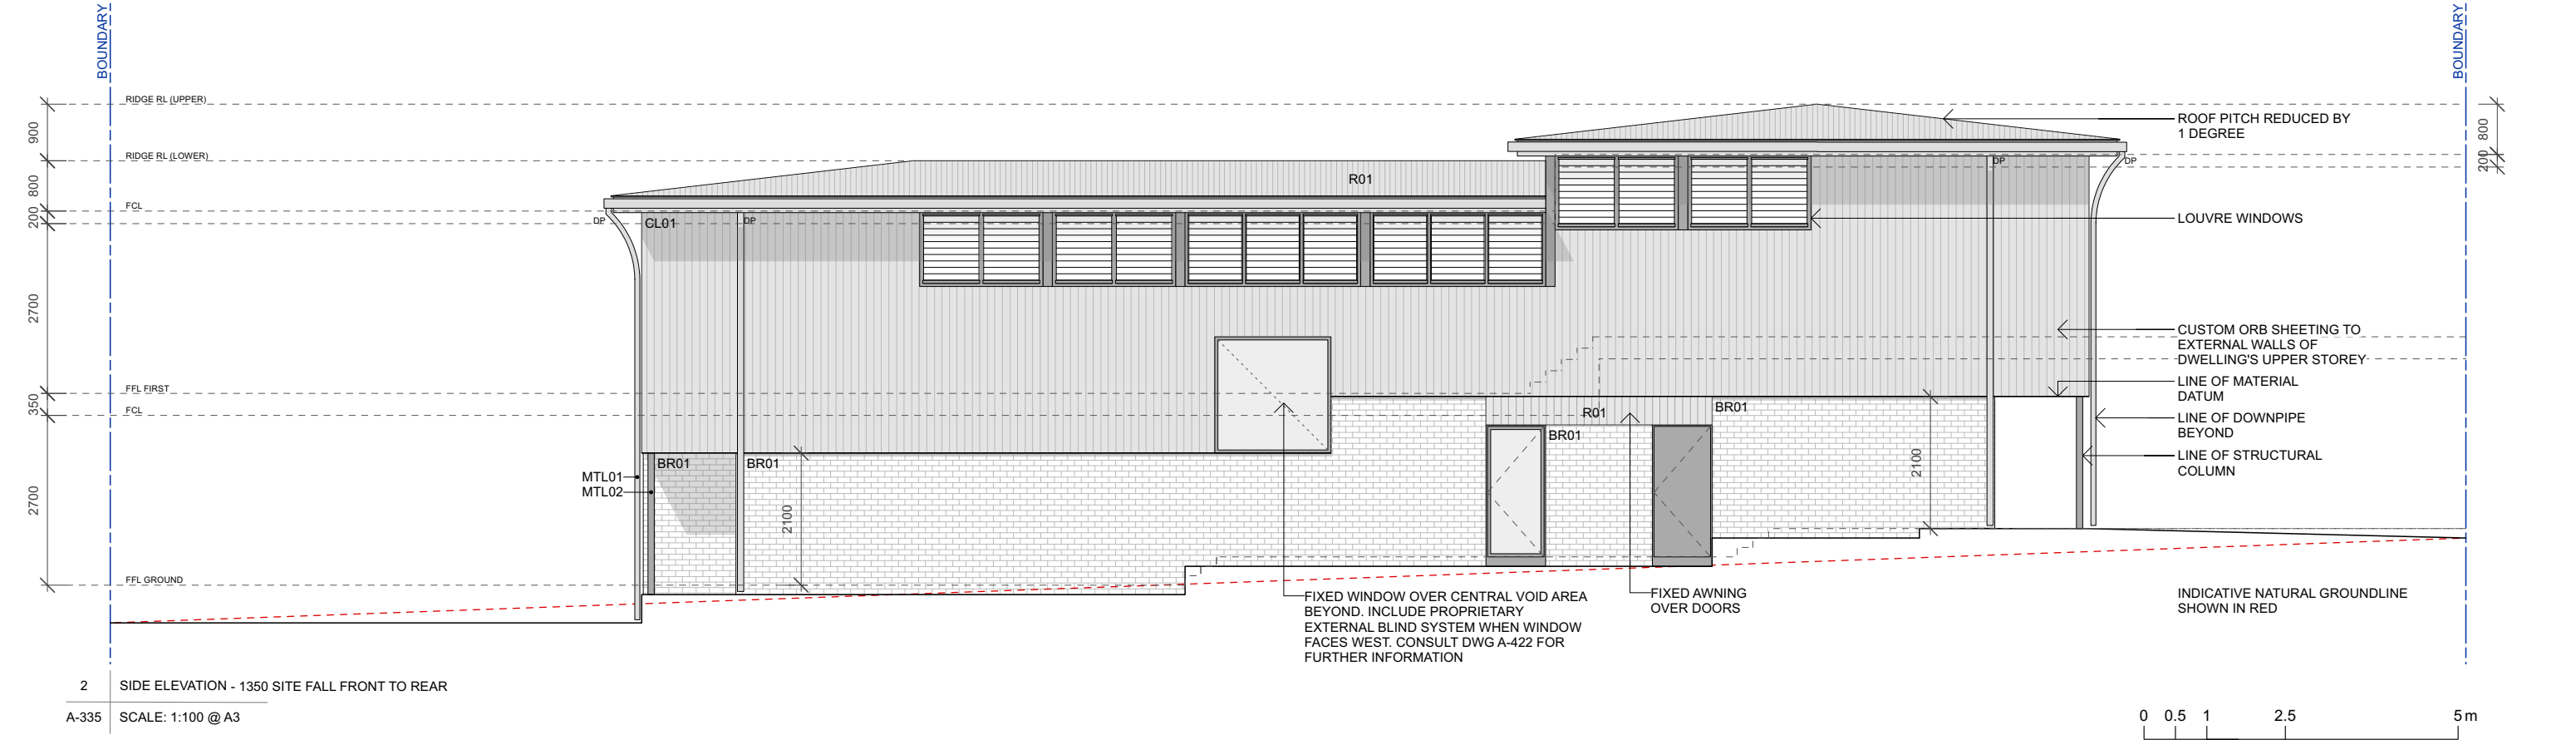 BOUNDARY
BOUNDARY
RIDGE RL (UPPER)
900
RIDGE RL (LOWER)
800
FCL
200
2700
FFL FIRST
350
FCL
2700
FFL GROUND
DP
CL01
DP
R01
DP
DP
800
200
ROOF PITCH REDUCED BY
1 DEGREE
LOUVRE WINDOWS
CUSTOM ORB SHEETING TO
EXTERNAL WALLS OF
DWELLING'S UPPER STOREY
LINE OF MATERIAL
DATUM
LINE OF DOWNPIPE
BEYOND
LINE OF STRUCTURAL
COLUMN
R01
BR01
BR01
BR01
BR01
MTL01
MTL02
2100
2100
FIXED WINDOW OVER CENTRAL VOID AREA
BEYOND. INCLUDE PROPRIETARY
EXTERNAL BLIND SYSTEM WHEN WINDOW
FACES WEST. CONSULT DWG A-422 FOR
FURTHER INFORMATION
FIXED AWNING
OVER DOORS
INDICATIVE NATURAL GROUNDLINE
SHOWN IN RED
2 SIDE ELEVATION - 1350 SITE FALL FRONT TO REAR
A-335 SCALE: 1:100 @ A3
0 0.5 1 2.5 5 m